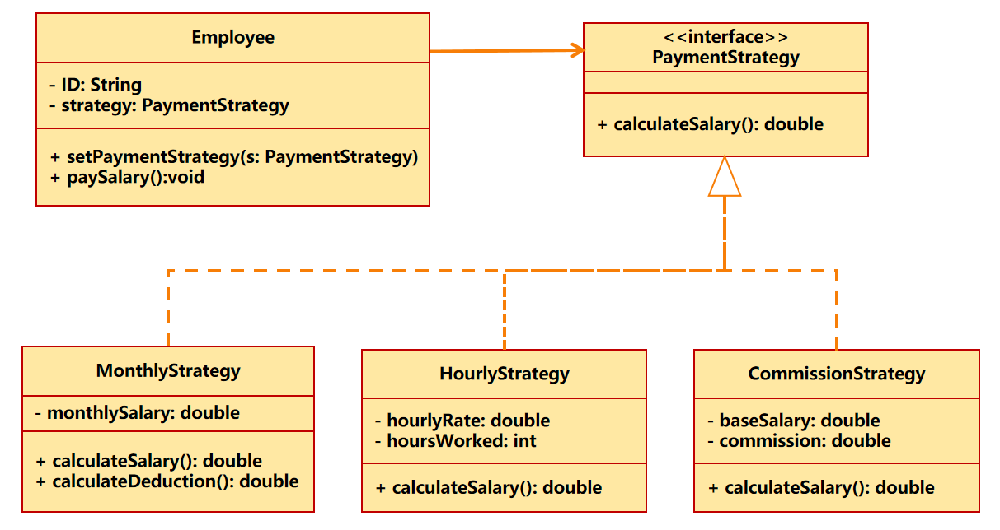 Employee
- ID: String
- strategy: PaymentStrategy
+ setPaymentStrategy(s: PaymentStrategy)
+ paySalary():void
<<interface>>
PaymentStrategy
+ calculateSalary(): double
MonthlyStrategy
- monthlySalary: double
+ calculateSalary(): double
+ calculateDeduction(): double
HourlyStrategy
- hourlyRate: double
- hoursWorked: int
+ calculateSalary(): double
CommissionStrategy
- baseSalary: double
- commission: double
+ calculateSalary(): double